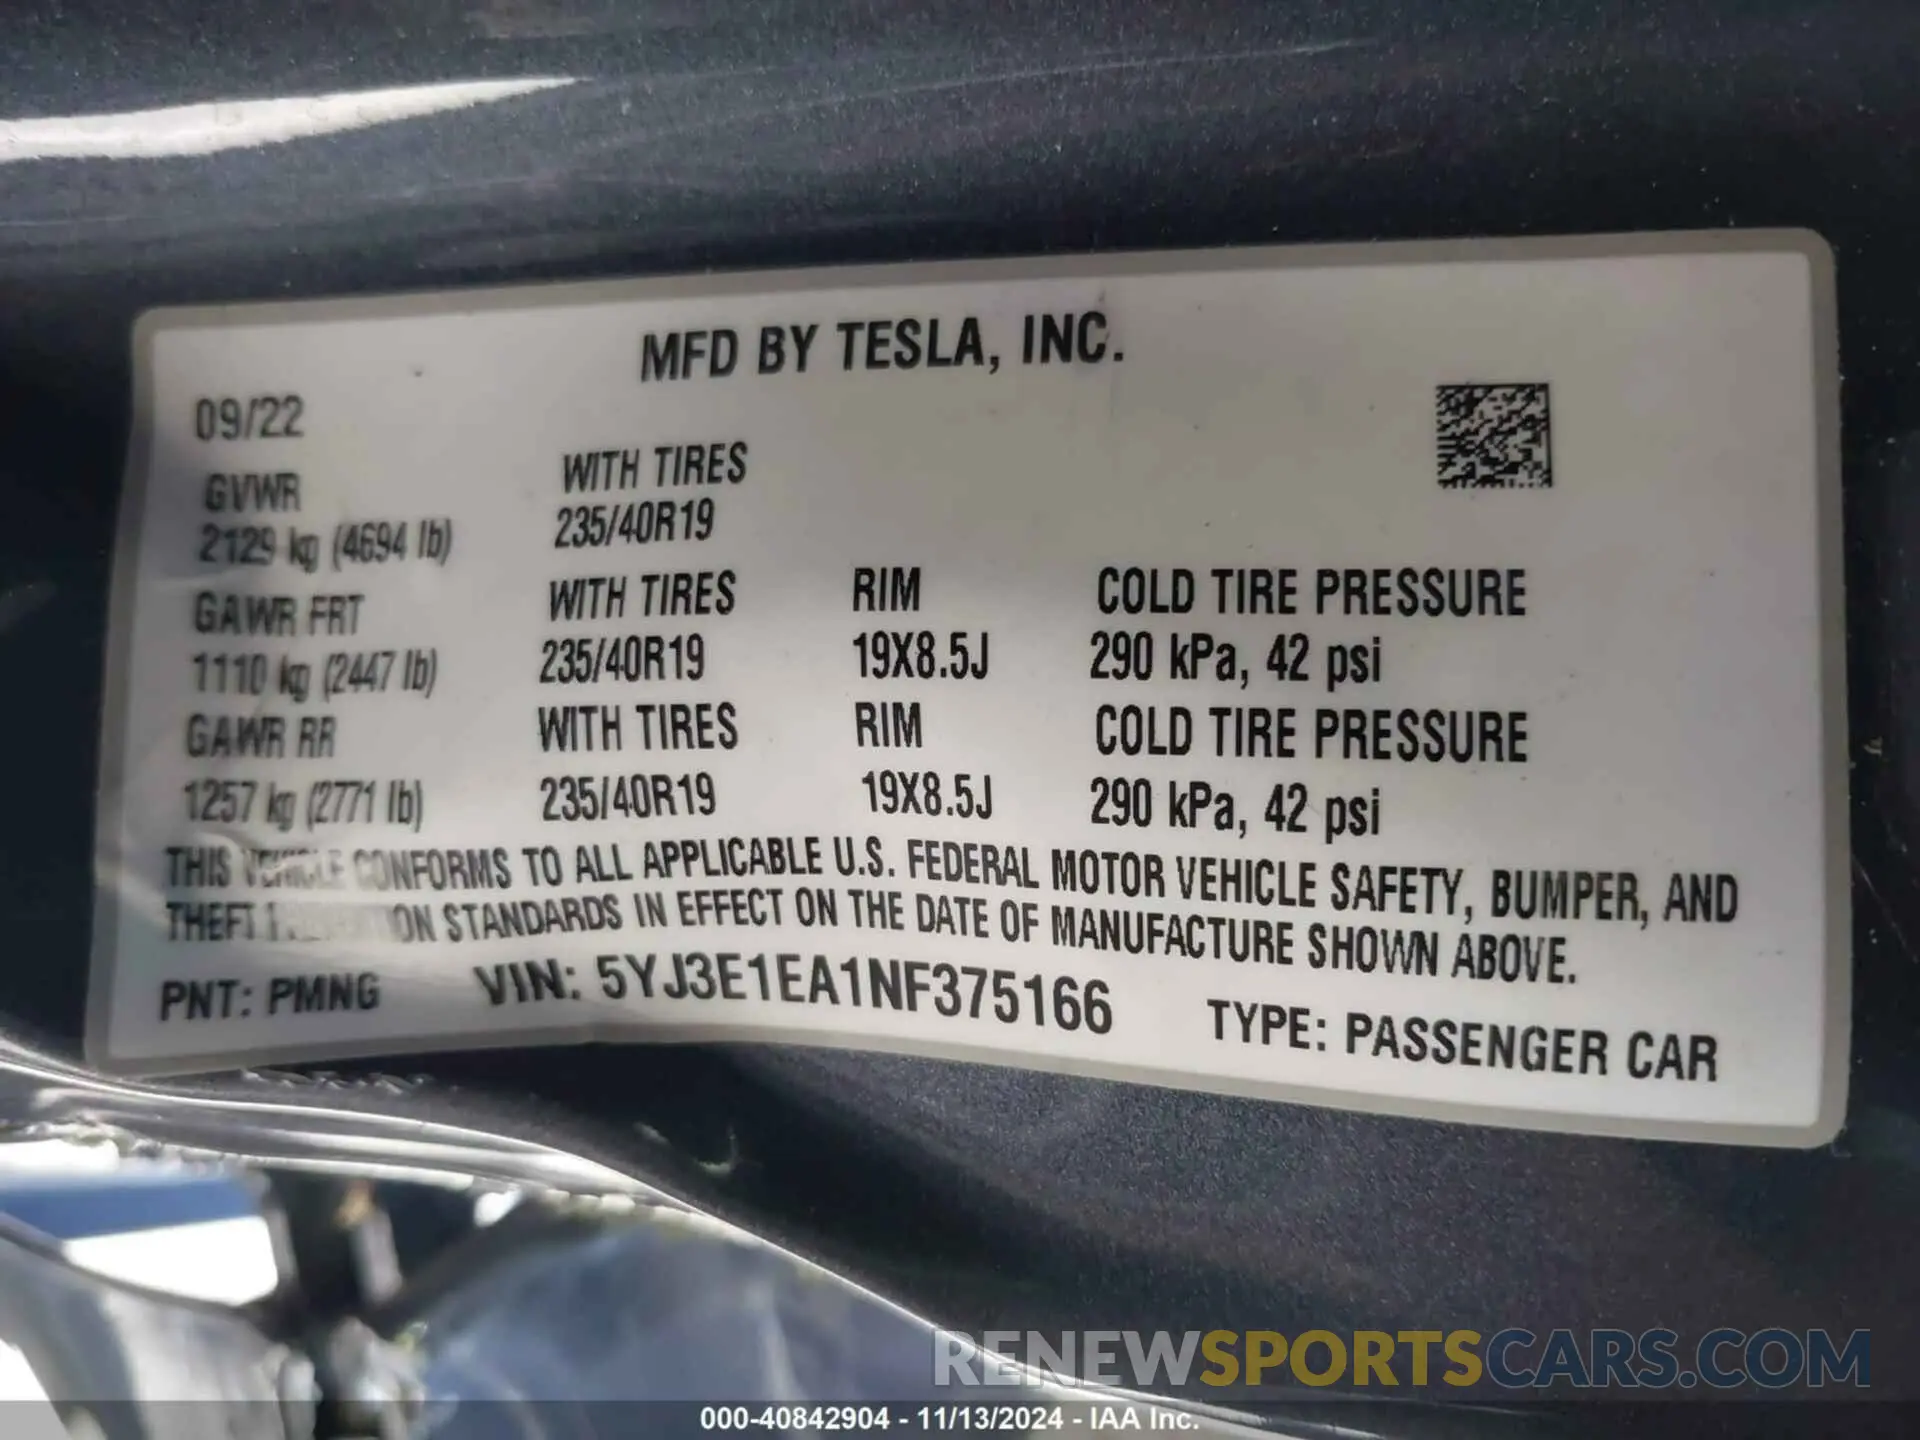 MFD BY TESLA, INC.
09/22
GVWR WITH TIRES
2129 kg (4694 lb) 235/40R19
GAWR FRT WITH TIRES RIM COLD TIRE PRESSURE
1110 kg (2447 lb) 235/40R19 19X8.5J 290 kPa, 42 psi
GAWR RR WITH TIRES RIM COLD TIRE PRESSURE
1257 kg (2771 lb) 235/40R19 19X8.5J 290 kPa, 42 psi
THIS VEHICLE CONFORMS TO ALL APPLICABLE U.S. FEDERAL MOTOR VEHICLE SAFETY, BUMPER, AND
THEFT STANDARDS IN EFFECT ON THE DATE OF MANUFACTURE SHOWN ABOVE.
PNT: PMNG VIN: 5YJ3E1EA1NF375166 TYPE: PASSENGER CAR
RENEWSPORTSCARS.COM
000-40842904 - 11/13/2024 - IAA Inc.